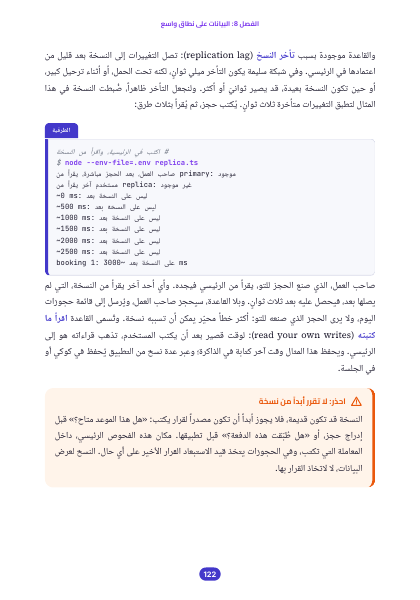 الفصل 8: البيانات على نطاق واسع
والقاعدة موجودة بسبب تأخر النسخ (replication lag): تصل التغييرات إلى النسخة بعد قليل من
اعتمادها في الرئيسي. وفي شبكة سليمة يكون التأخر ميلي ثوانٍ، لكنه تحت الحمل، أو أثناء ترحيل كبير،
أو حين تكون النسخة بعيدة، قد يصير ثوانيَ أو أكثر. ولنجعل التأخر ظاهراً، ضُبطت النسخة في هذا
المثال لتطبق التغييرات متأخرة ثلاث ثوانٍ. يُكتب حجز ثم يُقرأ بثلاث طرق:
الطرفية
# اكتب في الرئيسية، واقرأ من النسخة
$ node --env-file=.env replica.ts
موجود :primary صاحب العمل، بعد الحجز مباشرة، يقرأ من
غير موجود :replica مستخدم آخر يقرأ من
ليس على النسخة بعد :0 ms~
ليس على النسخة بعد :500 ms~
ليس على النسخة بعد :1000 ms~
ليس على النسخة بعد :1500 ms~
ليس على النسخة بعد :2000 ms~
ليس على النسخة بعد :2500 ms~
booking 1: على النسخة بعد ~3000 ms
صاحب العمل، الذي صنع الحجز للتو، يقرأ من الرئيسي فيجده. وأي أحد آخر يقرأ من النسخة، التي لم
يصلها بعد، فيحصل عليه بعد ثلاث ثوانٍ. وبلا القاعدة، سيحجز صاحب العمل، ويُرسل إلى قائمة حجوزات
اليوم، ولا يرى الحجز الذي صنعه للتو: أكثر خطأ محيّر يمكن أن تسببه نسخة. وتُسمى القاعدة اقرأ ما
كتبته (read your own writes): لوقت قصير بعد أن يكتب المستخدم، تذهب قراءاته هو إلى
الرئيسي. ويحفظ هذا المثال وقت آخر كتابة في الذاكرة؛ وعبر عدة نسخ من التطبيق يُحفظ في كوكي أو
في الجلسة.
احذر: لا تقرر أبداً من نسخة
النسخة قد تكون قديمة، فلا يجوز أبداً أن تكون مصدراً لقرار يكتب: «هل هذا الموعد متاح؟» قبل
إدراج حجز، أو «هل طُبّقت هذه الدفعة؟» قبل تطبيقها. مكان هذه الفحوص الرئيسي، داخل
المعاملة التي تكتب، وفي الحجوزات يتخذ قيد الاستبعاد القرار الأخير على أي حال. النسخ لعرض
البيانات، لا لاتخاذ القرار بها.
122